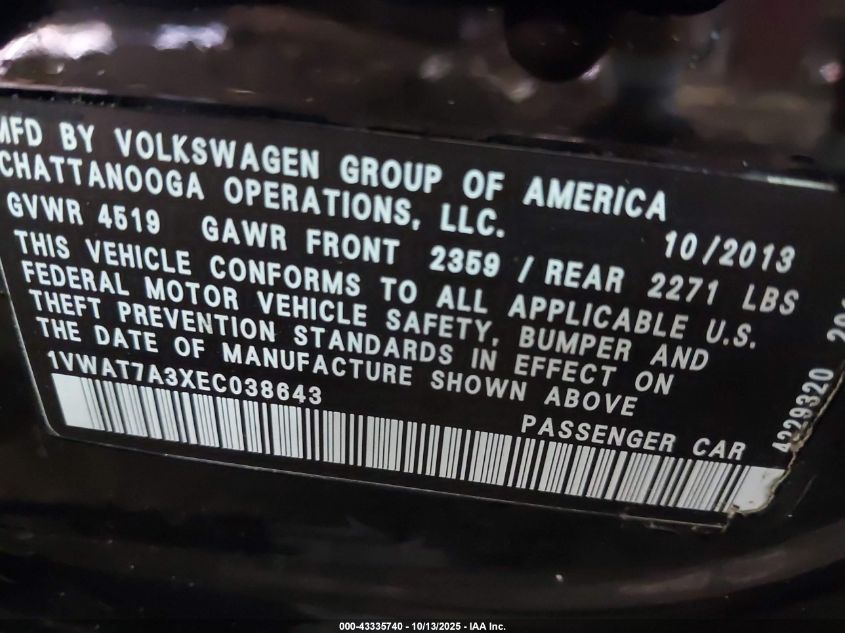 MFD BY VOLKSWAGEN GROUP OF AMERICA
CHATTANOOGA OPERATIONS, LLC.
10/2013
GVWR 4519 GAWR FRONT 2359 / REAR 2271 LBS
THIS VEHICLE CONFORMS TO ALL APPLICABLE U.S.
FEDERAL MOTOR VEHICLE SAFETY, BUMPER AND
THEFT PREVENTION STANDARDS IN EFFECT ON
THE DATE OF MANUFACTURE SHOWN ABOVE
1VWAT7A3XEC038643
PASSENGER CAR
4229320
000-43335740 - 10/13/2025 - IAA Inc.